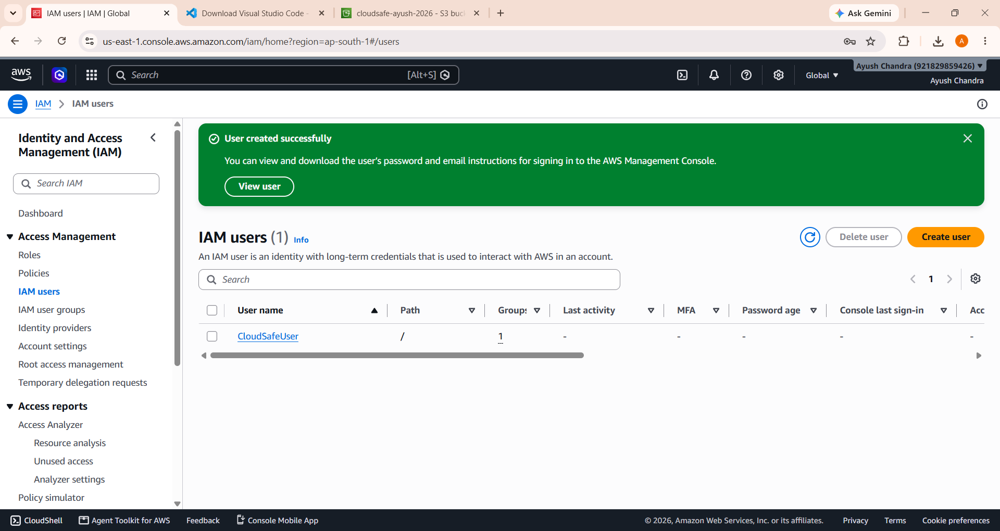 IAM users | IAM | Global
Download Visual Studio Code -
cloudsafe-ayush-2026 - S3 buc
Ask Gemini
us-east-1.console.aws.amazon.com/iam/home?region=ap-south-1#/users
A
aws
Search
[Alt+S]
Global
Ayush Chandra (921829859426)
Ayush Chandra
IAM
IAM users
Identity and Access
Management (IAM)
Search IAM
Dashboard
Access Management
Roles
Policies
IAM users
IAM user groups
Identity providers
Account settings
Root access management
Temporary delegation requests
Access reports
Access Analyzer
Resource analysis
Unused access
Analyzer settings
Policy simulator
User created successfully
You can view and download the user's password and email instructions for signing in to the AWS Management Console.
View user
IAM users (1) Info
Delete user
Create user
An IAM user is an identity with long-term credentials that is used to interact with AWS in an account.
Search
1
User name Path Groups Last activity MFA Password age Console last sign-in Acc
CloudSafeUser / 1 - - - - -
CloudShell Agent Toolkit for AWS Feedback Console Mobile App © 2026, Amazon Web Services, Inc. or its affiliates. Privacy Terms Cookie preferences